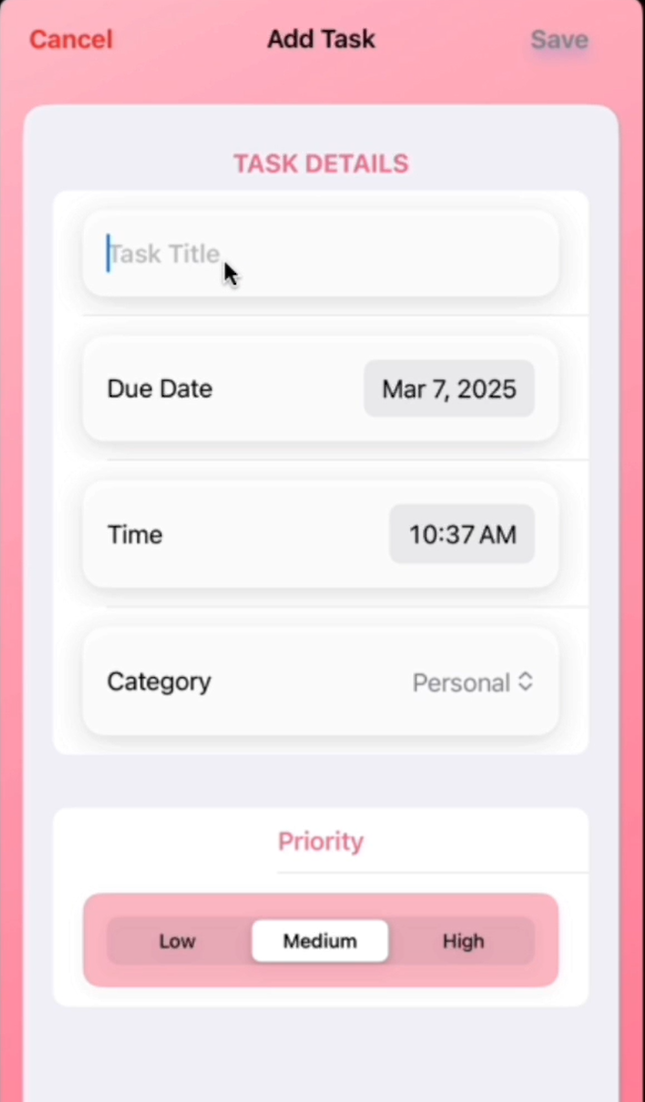 Cancel Add Task Save
TASK DETAILS
Task Title
Due Date Mar 7, 2025
Time 10:37 AM
Category Personal
Priority
Low Medium High